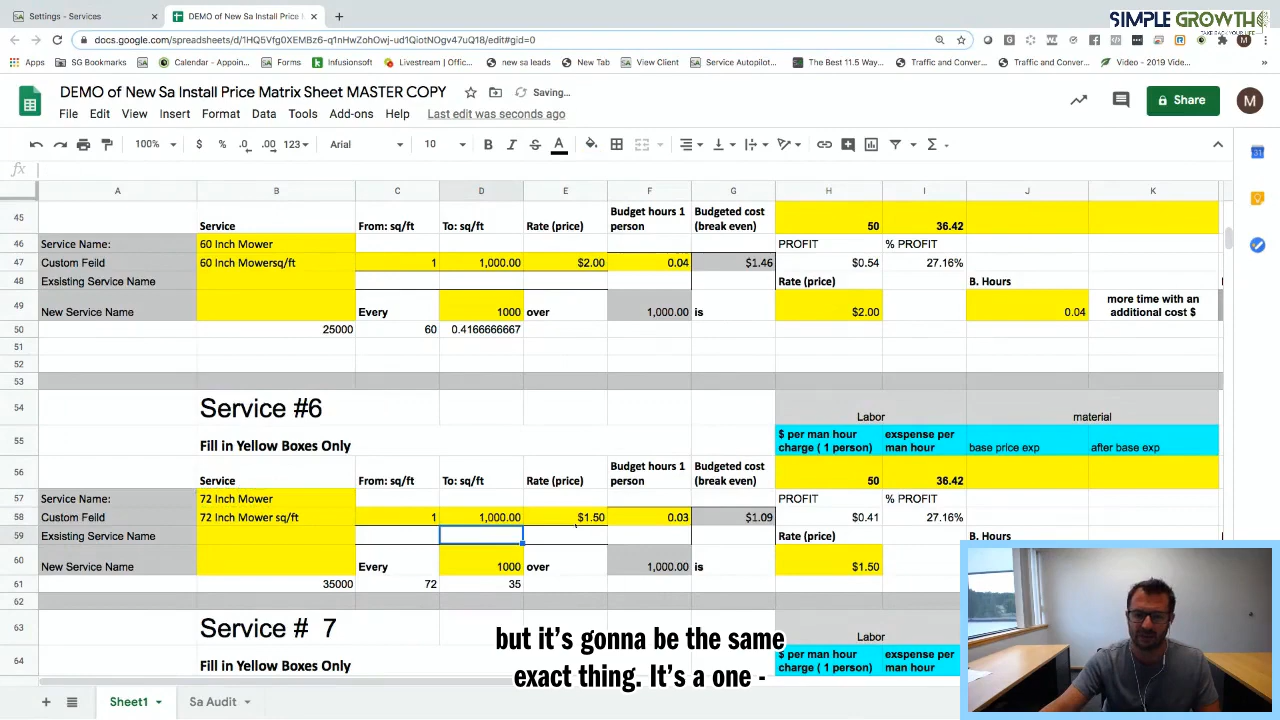 Settings - Services
DEMO of New Sa Install Price M
SIMPLE GROWTH
TAKE BACK YOUR LIFE
docs.google.com/spreadsheets/d/1HQ5Vfg0XEMBz6-q1nHwZohOwj-ud1QiotNOgv47uQ18/edit#gid=0
Apps SG Bookmarks Calendar - Appoin... Forms Infusionsoft Livestream | Offic... new sa leads New Tab View Client Service Autopilot... The Best 11.5 Way... Traffic and Conver... Traffic and Conver... Video - 2019 Vide... »
DEMO of New Sa Install Price Matrix Sheet MASTER COPY Saving...
Share
M
File Edit View Insert Format Data Tools Add-ons Help Last edit was seconds ago
100% $ % .0 .00 123 Arial 10 B I S A
fx
A B C D E F G H I J K
45 Service From: sq/ft To: sq/ft Rate (price) Budget hours 1 person Budgeted cost (break even) 50 36.42
46 Service Name: 60 Inch Mower PROFIT % PROFIT
47 Custom Feild 60 Inch Mowersq/ft 1 1,000.00 $2.00 0.04 $1.46 $0.54 27.16%
48 Exsisting Service Name Rate (price) B. Hours
49 New Service Name Every 1000 over 1,000.00 is $2.00 0.04 more time with an additional cost $
50 25000 60 0.4166666667
51
52
53
54 Service #6 Labor material
55 Fill in Yellow Boxes Only $ per man hour charge ( 1 person) exspense per man hour base price exp after base exp
56 Service From: sq/ft To: sq/ft Rate (price) Budget hours 1 person Budgeted cost (break even) 50 36.42
57 Service Name: 72 Inch Mower PROFIT % PROFIT
58 Custom Feild 72 Inch Mower sq/ft 1 1,000.00 $1.50 0.03 $1.09 $0.41 27.16%
59 Exsisting Service Name Rate (price) B. Hours
60 New Service Name Every 1000 over 1,000.00 is $1.50
61 35000 72 35
62
63 Service # 7 Labor
64 Fill in Yellow Boxes Only $ per man hour charge ( 1 person) exspense per man hour
but it's gonna be the same
exact thing. It's a one -
Sheet1 Sa Audit